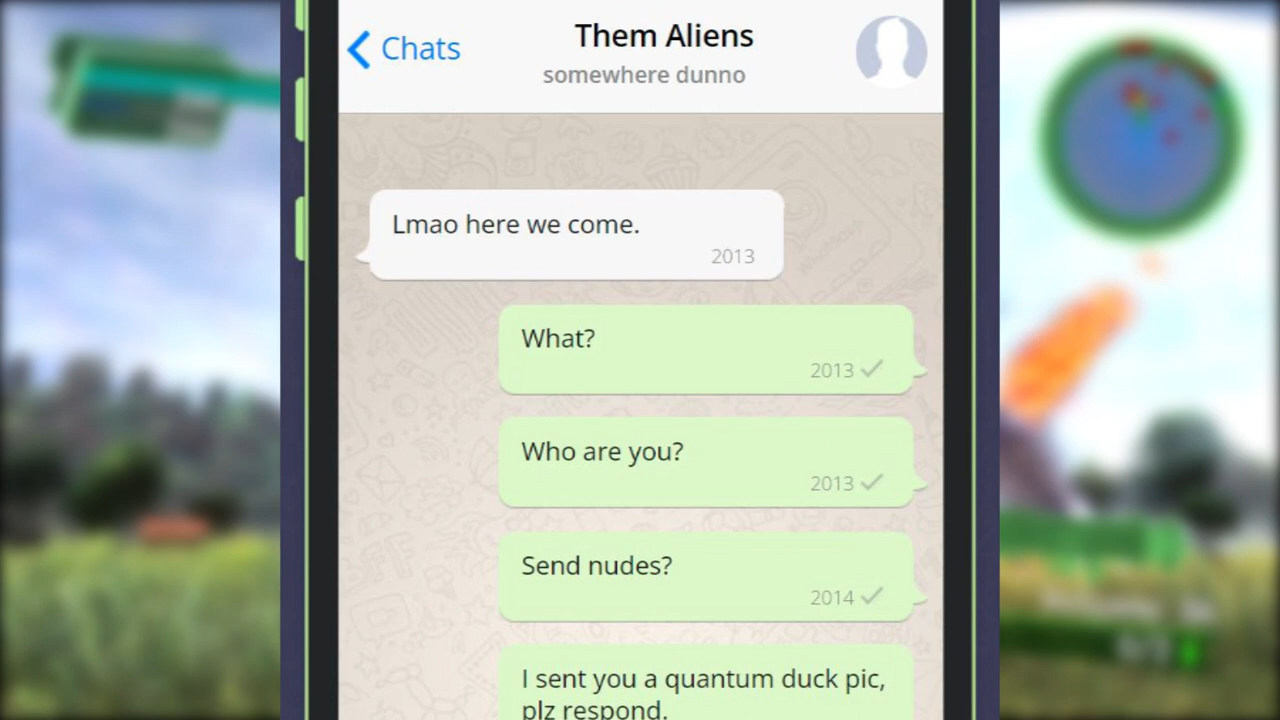 Chats
Them Aliens
somewhere dunno
Lmao here we come.
2013
What?
2013
Who are you?
2013
Send nudes?
2014
I sent you a quantum duck pic,
plz respond.